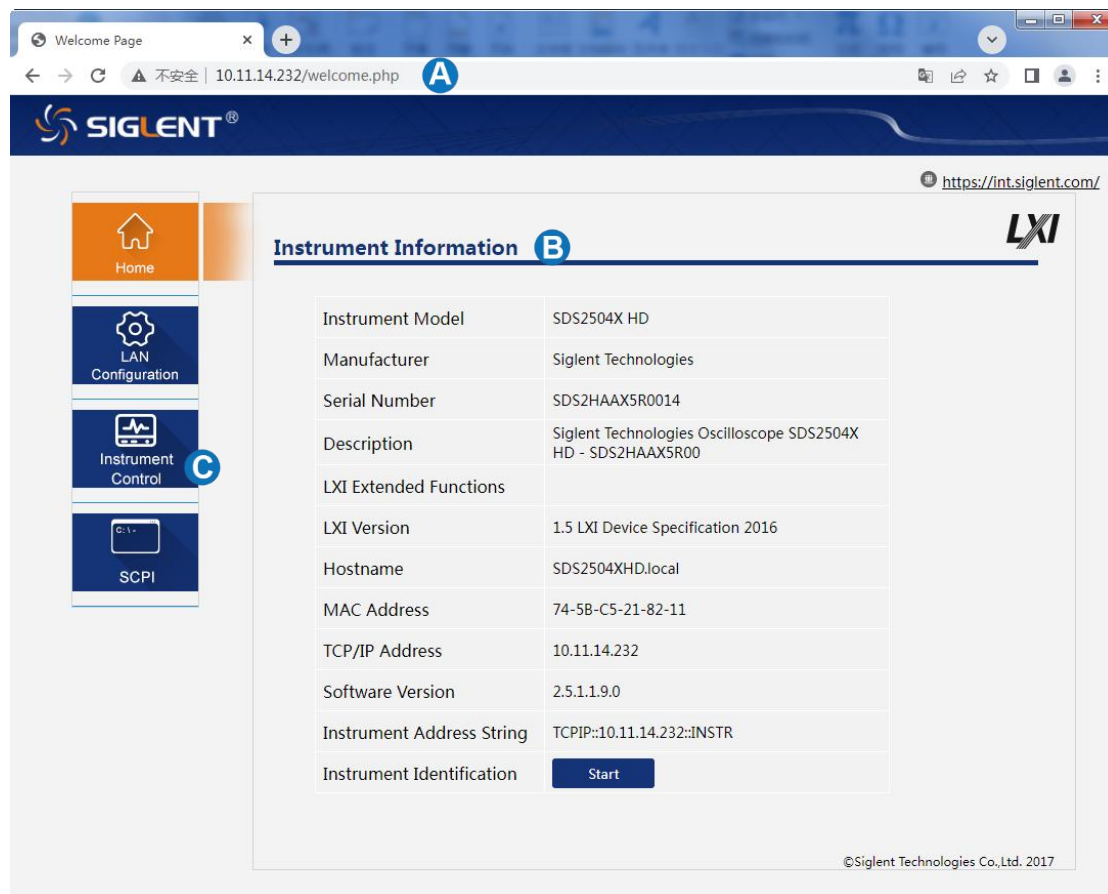 Welcome Page
不安全 10.11.14.232/welcome.php
A
SIGLENT®
https://int.siglent.com/
Home
LAN
Configuration
Instrument
Control
C
C:\-
SCPI
LXI
Instrument Information B
Instrument Model SDS2504X HD
Manufacturer Siglent Technologies
Serial Number SDS2HAAX5R0014
Description Siglent Technologies Oscilloscope SDS2504X
HD - SDS2HAAX5R00
LXI Extended Functions
LXI Version 1.5 LXI Device Specification 2016
Hostname SDS2504XHD.local
MAC Address 74-5B-C5-21-82-11
TCP/IP Address 10.11.14.232
Software Version 2.5.1.1.9.0
Instrument Address String TCPIP::10.11.14.232::INSTR
Instrument Identification Start
©Siglent Technologies Co.,Ltd. 2017